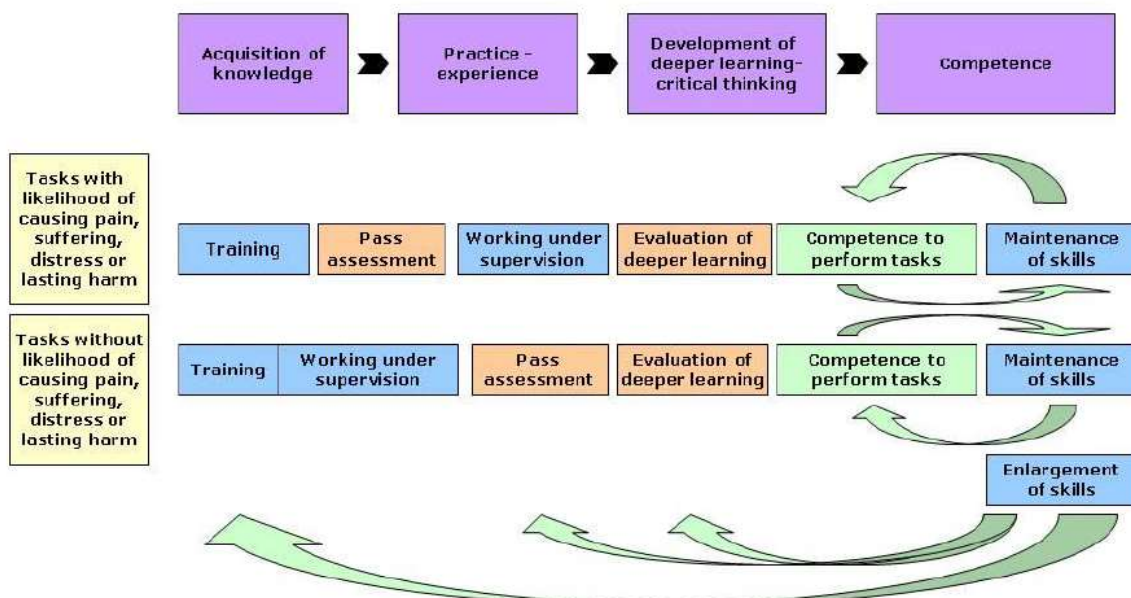 Acquisition of
knowledge
Practice -
experience
Development of
deeper learning-
critical thinking
Competence
Tasks with
likelihood of
causing pain,
suffering,
distress or
lasting harm
Training
Pass
assessment
Working under
supervision
Evaluation of
deeper learning
Competence to
perform tasks
Maintenance
of skills
Tasks without
likelihood of
causing pain,
suffering,
distress or
lasting harm
Training
Working under
supervision
Pass
assessment
Evaluation of
deeper learning
Competence to
perform tasks
Maintenance
of skills
Enlargement
of skills